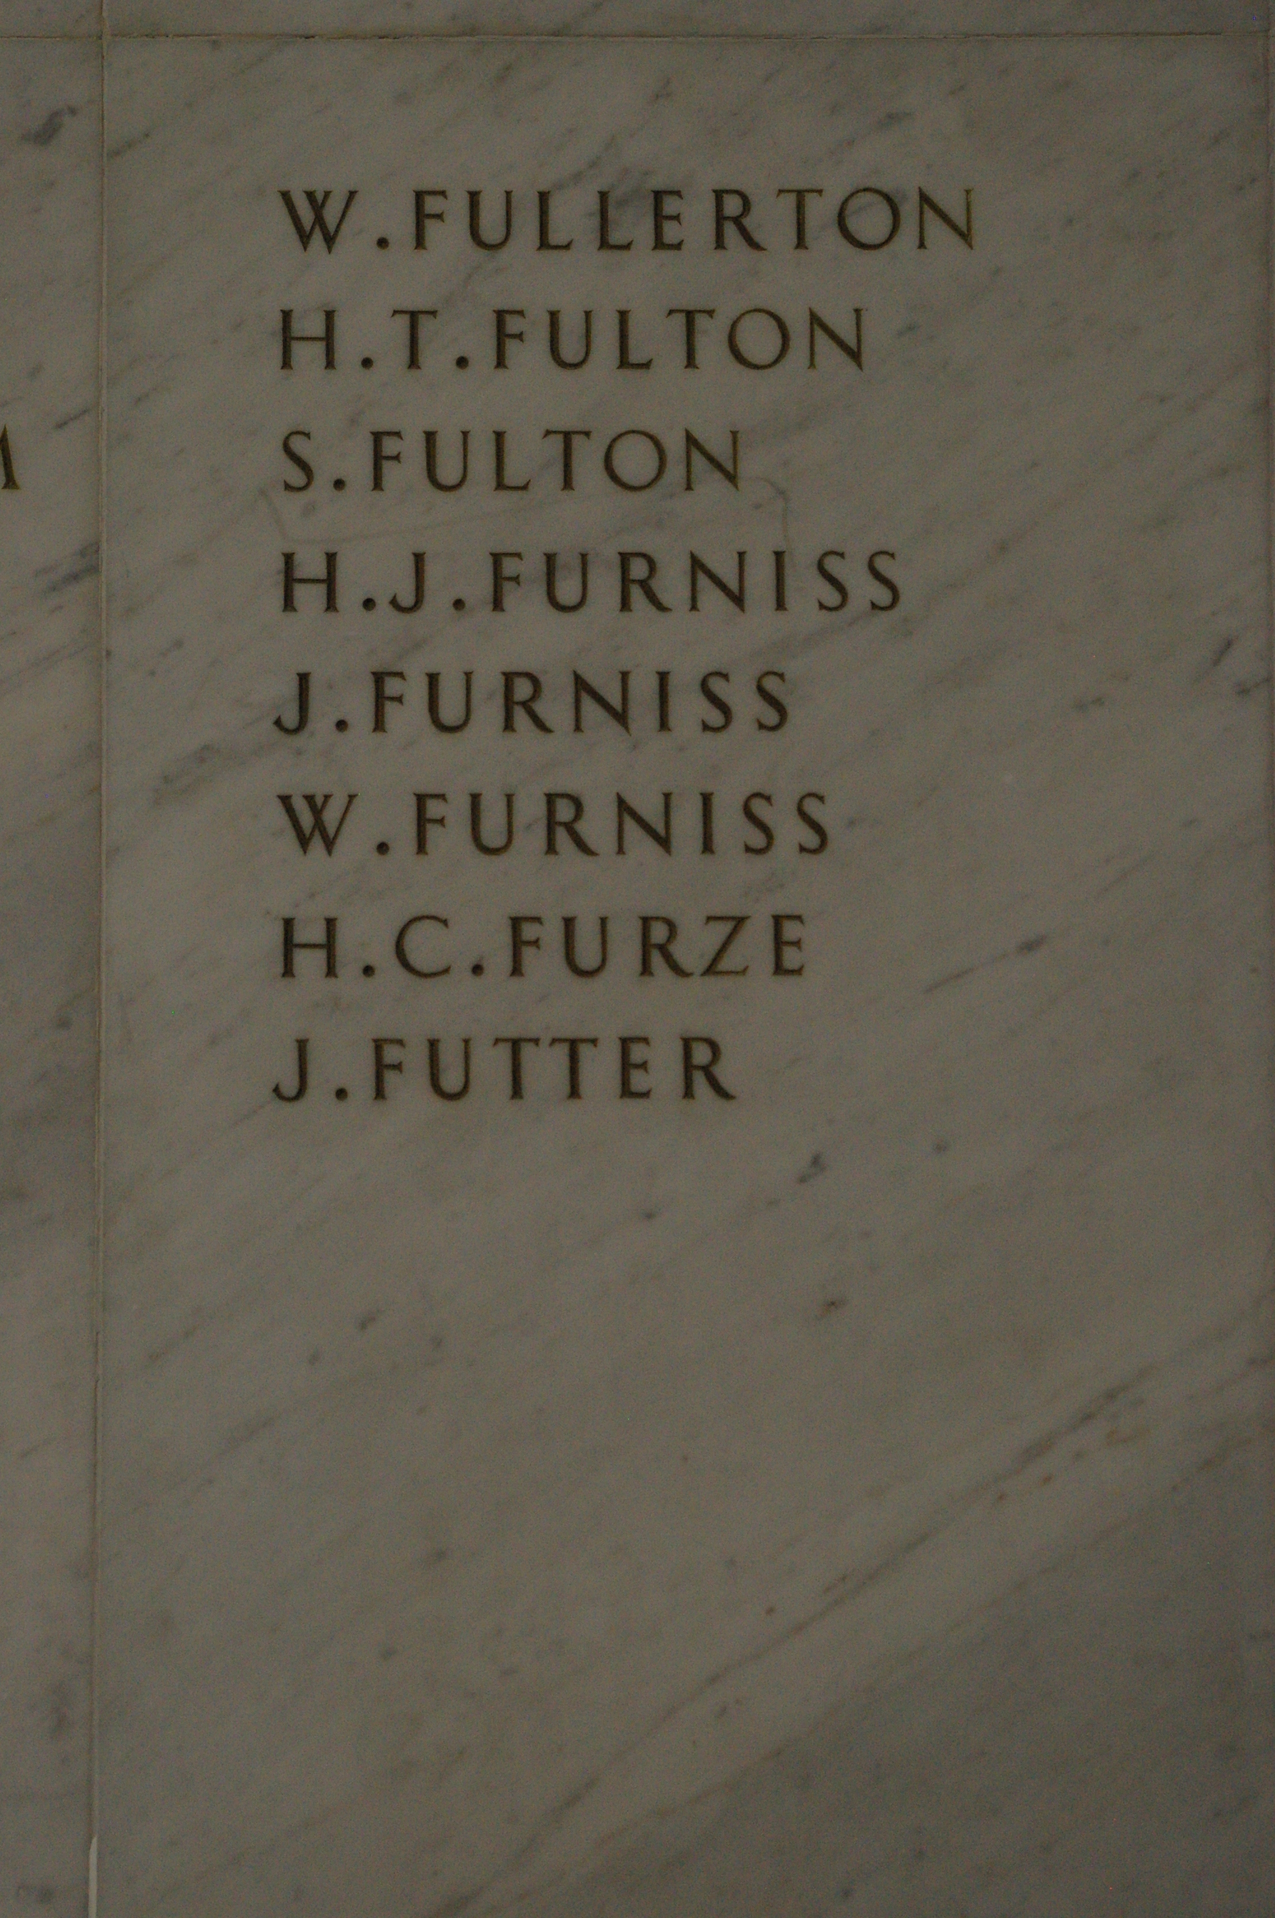 W. FULLERTON
H.T. FULTON
S. FULTON
H.J. FURNISS
J. FURNISS
W. FURNISS
H.C. FURZE
J. FUTTER